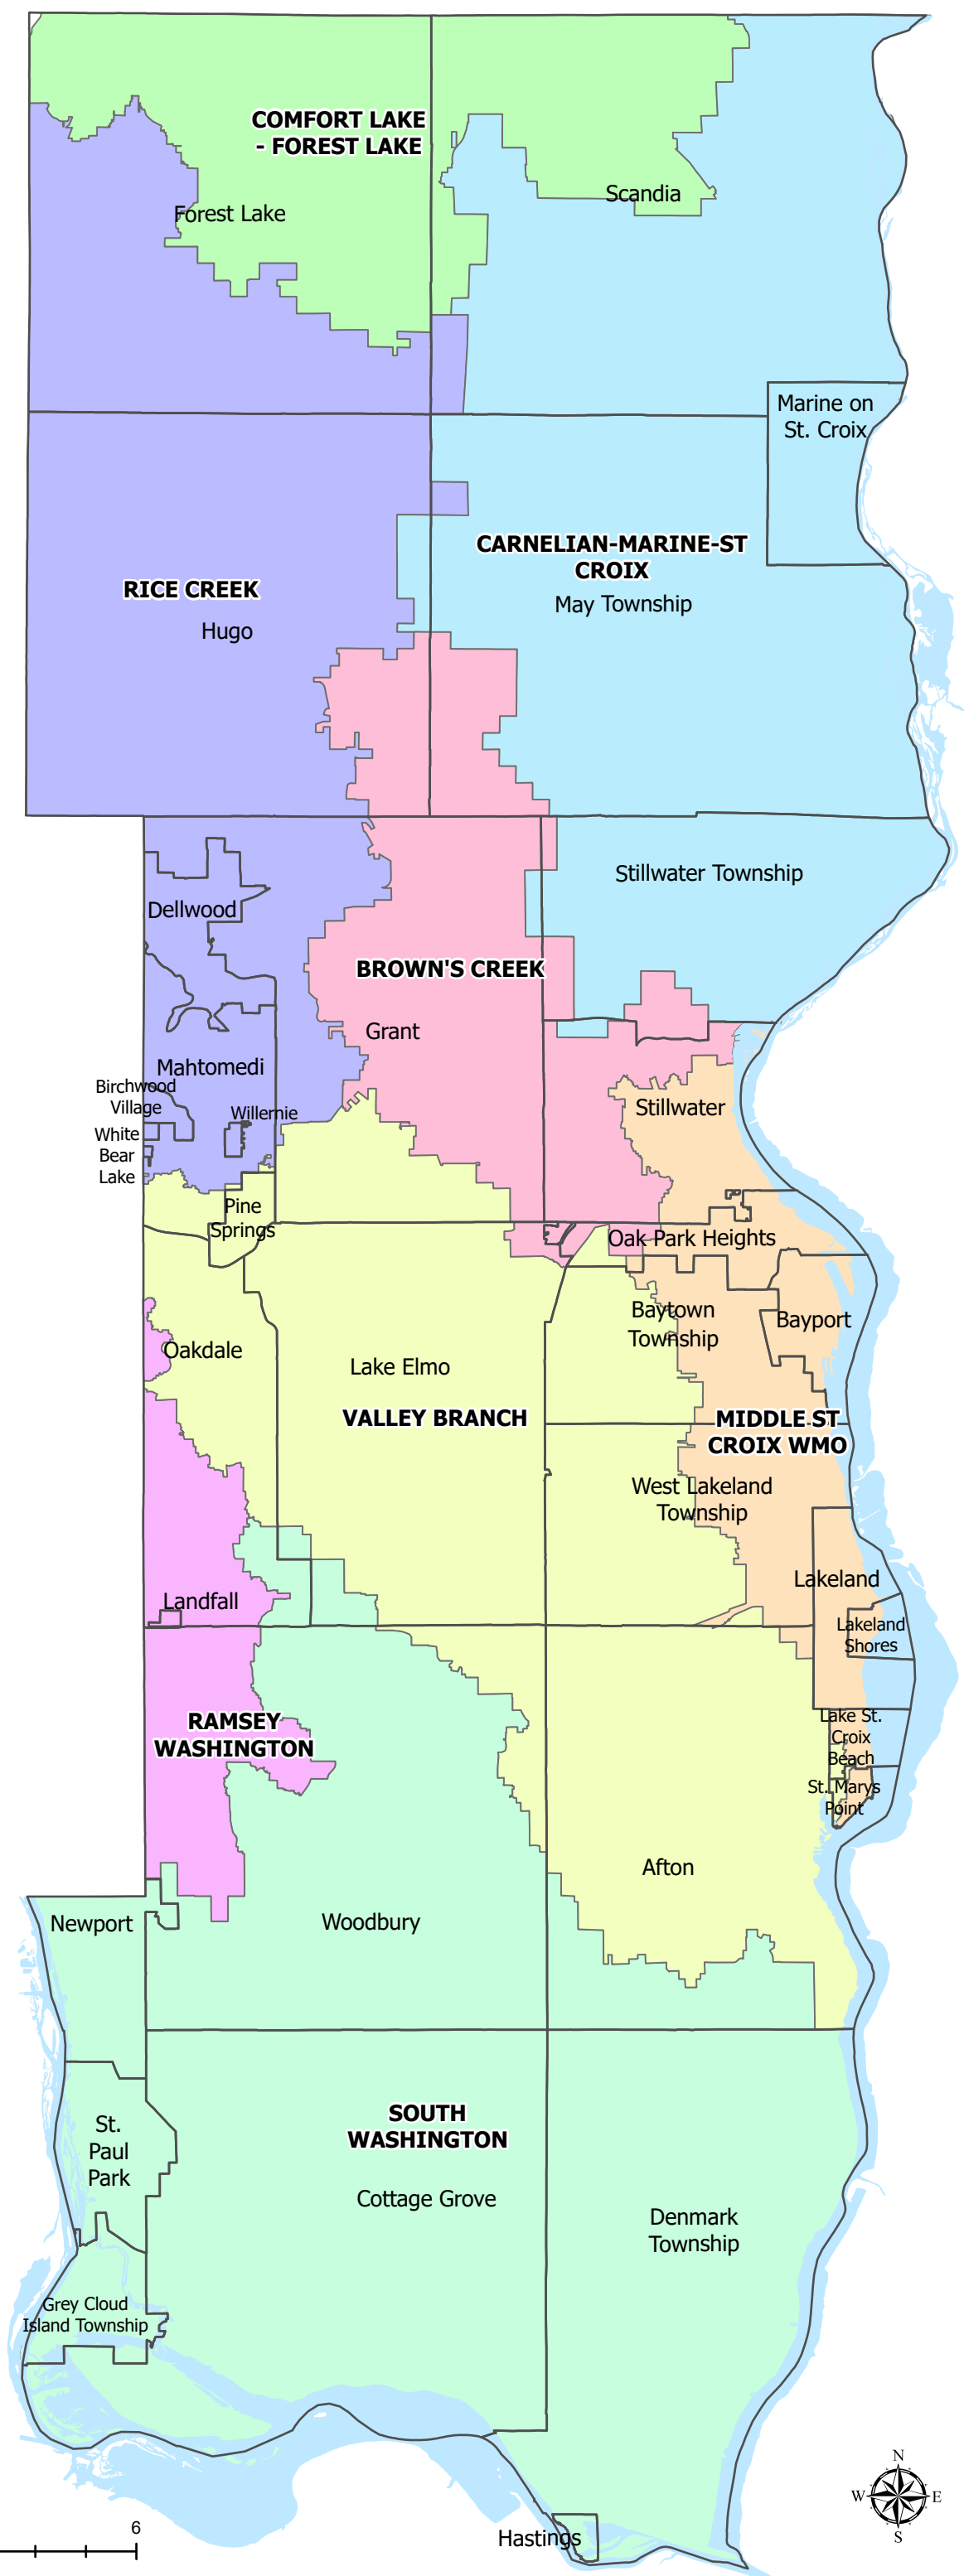 COMFORT LAKE
- FOREST LAKE
Scandia
Forest Lake
Marine on
St. Croix
CARNELIAN-MARINE-ST
CROIX
RICE CREEK
May Township
Hugo
Stillwater Township
Dellwood
BROWN'S CREEK
Grant
Mahtomedi
Birchwood
Village
Willernie
Stillwater
White
Bear
Lake
Pine
Springs
Oak Park Heights
Baytown
Township
Bayport
Oakdale
Lake Elmo
VALLEY BRANCH
MIDDLE ST
CROIX WMO
West Lakeland
Township
Lakeland
Landfall
Lakeland
Shores
RAMSEY
WASHINGTON
Lake St.
Croix
Beach
St. Marys
Point
Afton
Newport
Woodbury
SOUTH
WASHINGTON
St.
Paul
Park
Cottage Grove
Denmark
Township
Grey Cloud
Island Township
N
W
E
S
6
Hastings